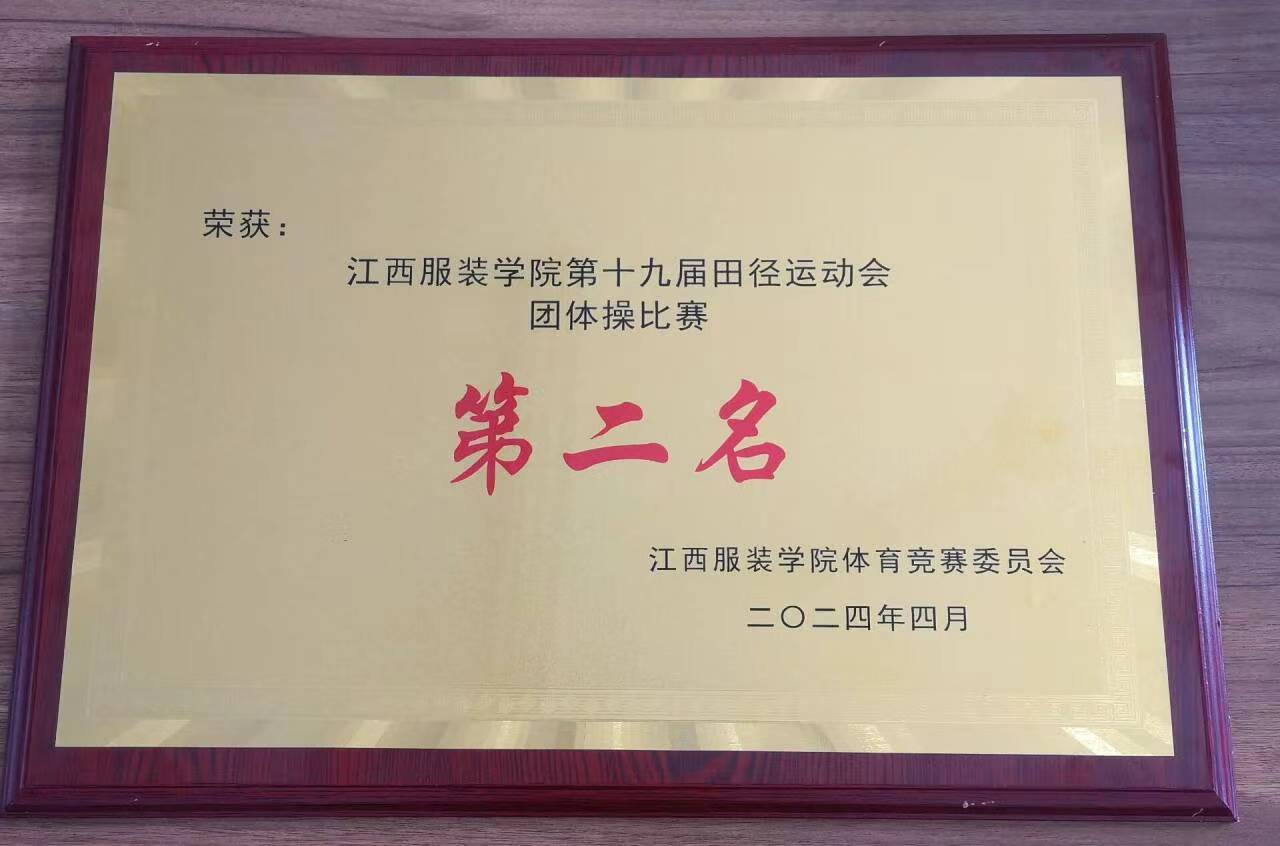 荣获：
江西服装学院第十九届田径运动会
团体操比赛
第二名
江西服装学院体育竞赛委员会
二〇二四年四月